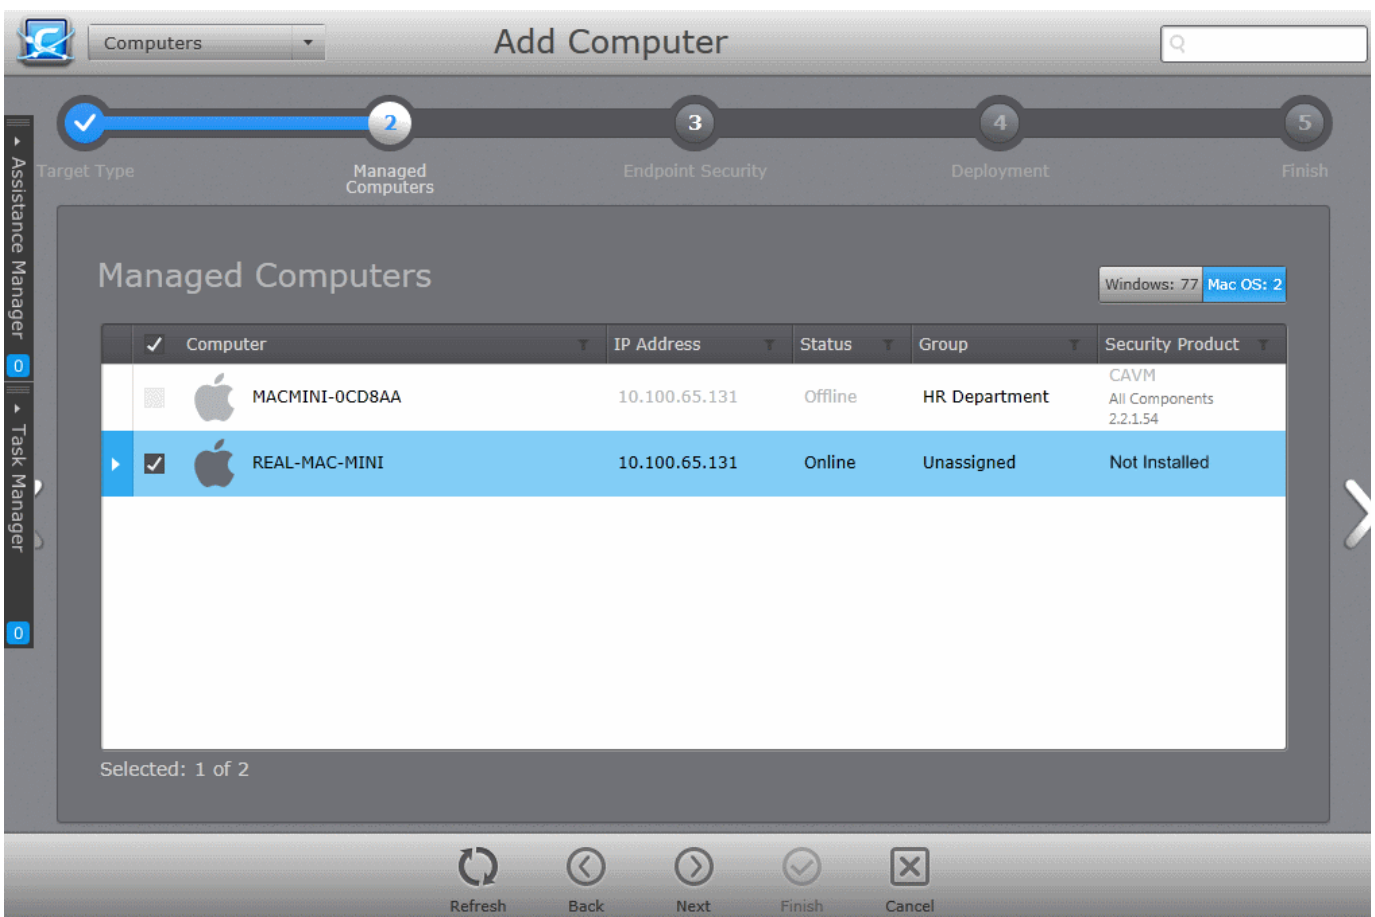 Computers
Add Computer
2
3
4
5
Target Type
Managed
Computers
Endpoint Security
Deployment
Finish
Assistance Manager
0
Task Manager
0
Managed Computers
Windows: 77
Mac OS: 2
Computer
IP Address
Status
Group
Security Product
MACMINI-0CD8AA
10.100.65.131
Offline
HR Department
CAVM
All Components
2.2.1.54
REAL-MAC-MINI
10.100.65.131
Online
Unassigned
Not Installed
Selected: 1 of 2
Refresh
Back
Next
Finish
Cancel